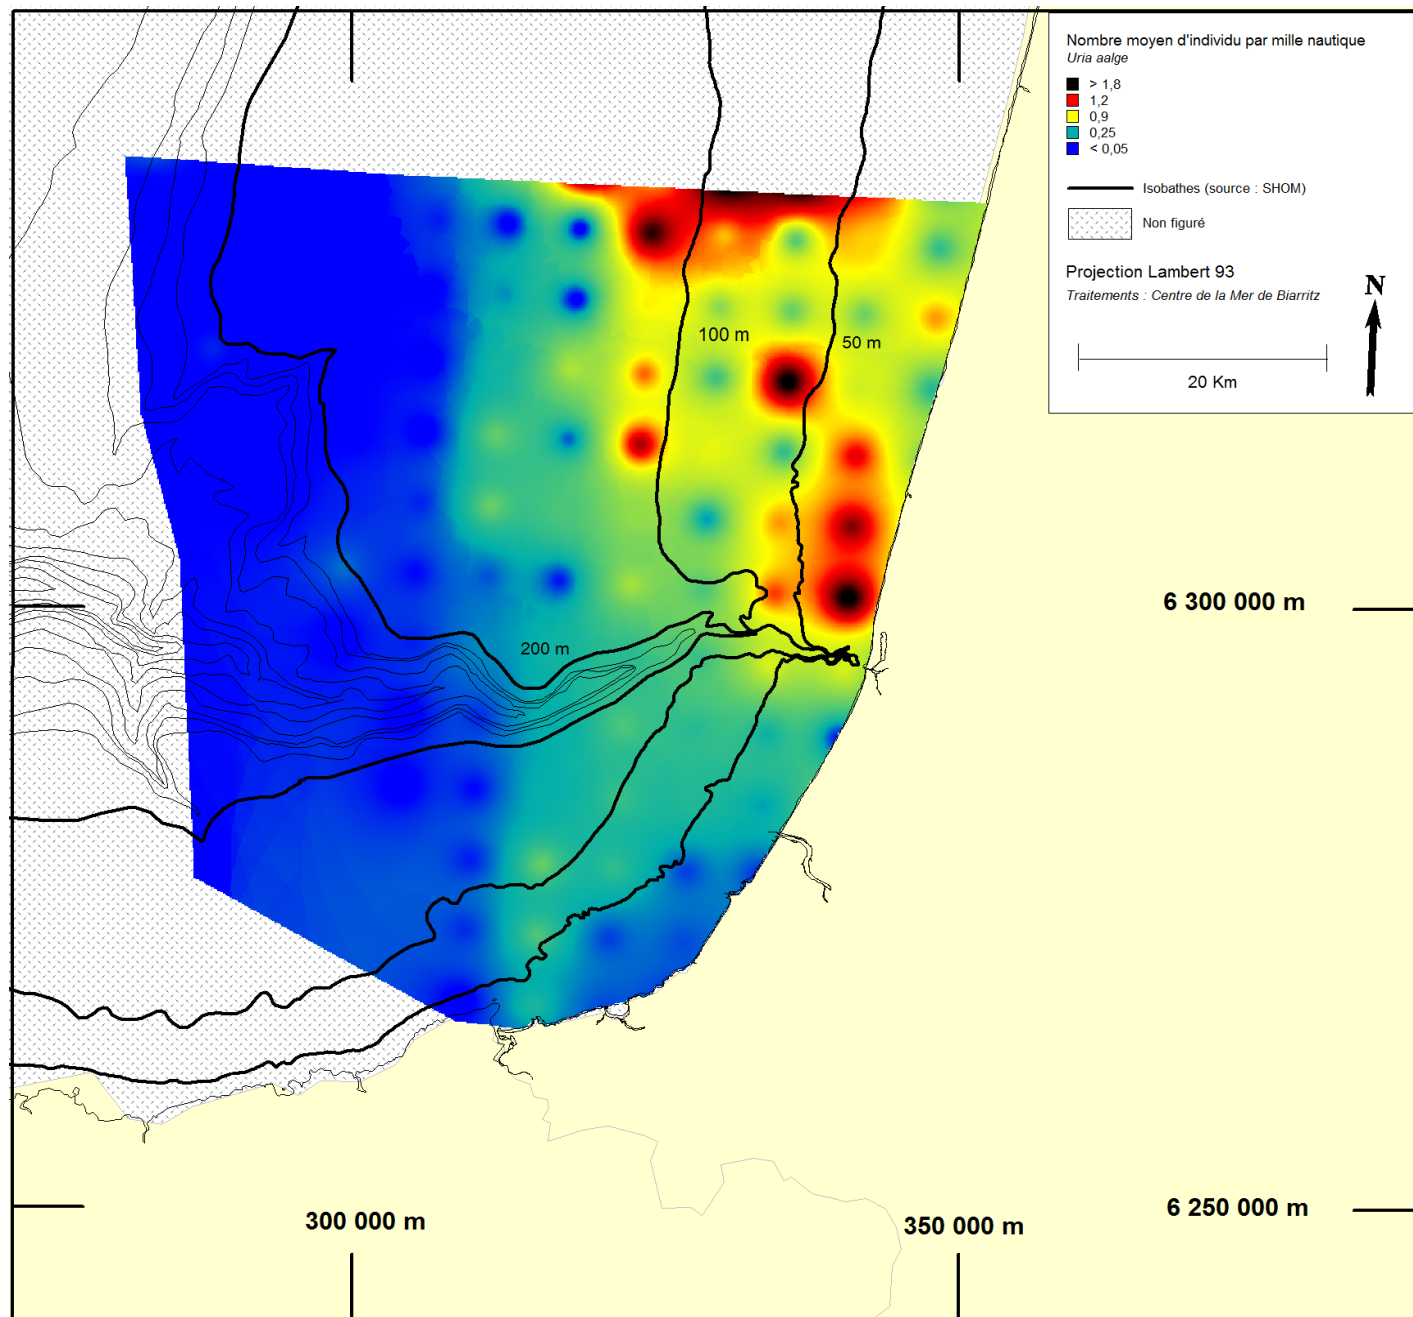 Nombre moyen d'individu par mille nautique
Uria aalge
> 1,8
1,2
0,9
0,25
< 0,05
Isobathes (source : SHOM)
Non figuré
Projection Lambert 93
Traitements : Centre de la Mer de Biarritz
N
20 Km
100 m
50 m
200 m
6 300 000 m
6 250 000 m
300 000 m
350 000 m